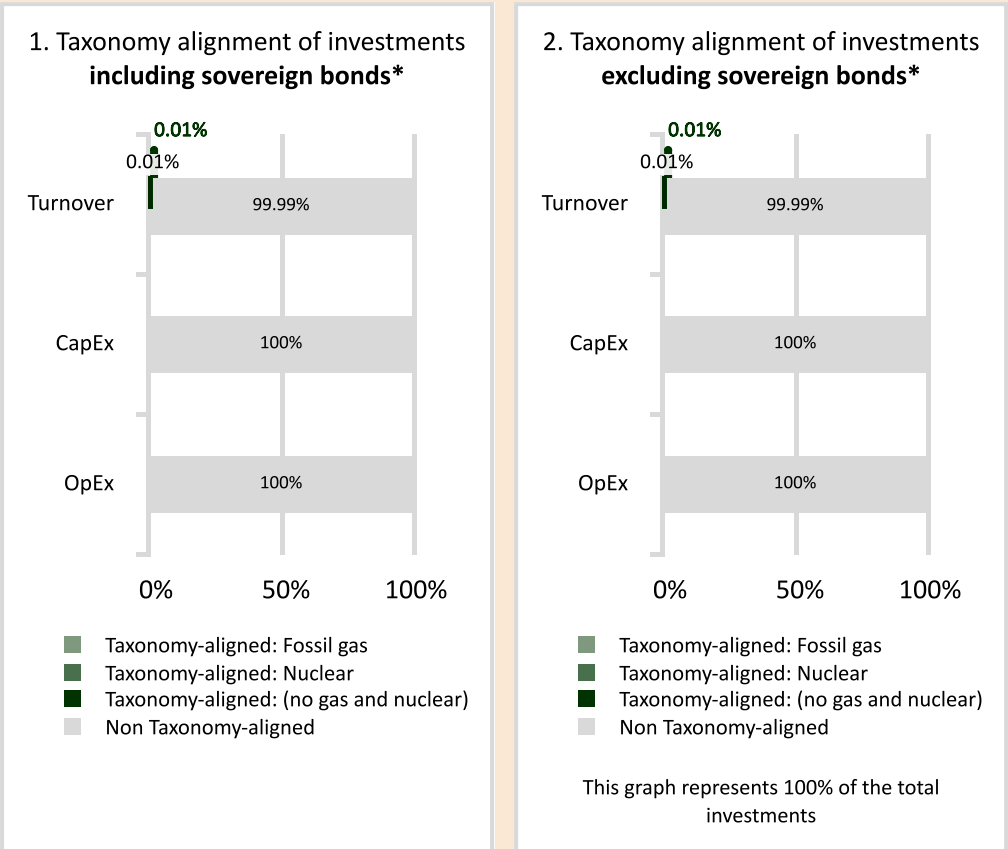 1. Taxonomy alignment of investments
including sovereign bonds*
0.01%
0.01%
Turnover
99.99%
CapEx
100%
OpEx
100%
0% 50% 100%
Taxonomy-aligned: Fossil gas
Taxonomy-aligned: Nuclear
Taxonomy-aligned: (no gas and nuclear)
Non Taxonomy-aligned
2. Taxonomy alignment of investments
excluding sovereign bonds*
0.01%
0.01%
Turnover
99.99%
CapEx
100%
OpEx
100%
0% 50% 100%
Taxonomy-aligned: Fossil gas
Taxonomy-aligned: Nuclear
Taxonomy-aligned: (no gas and nuclear)
Non Taxonomy-aligned
This graph represents 100% of the total
investments